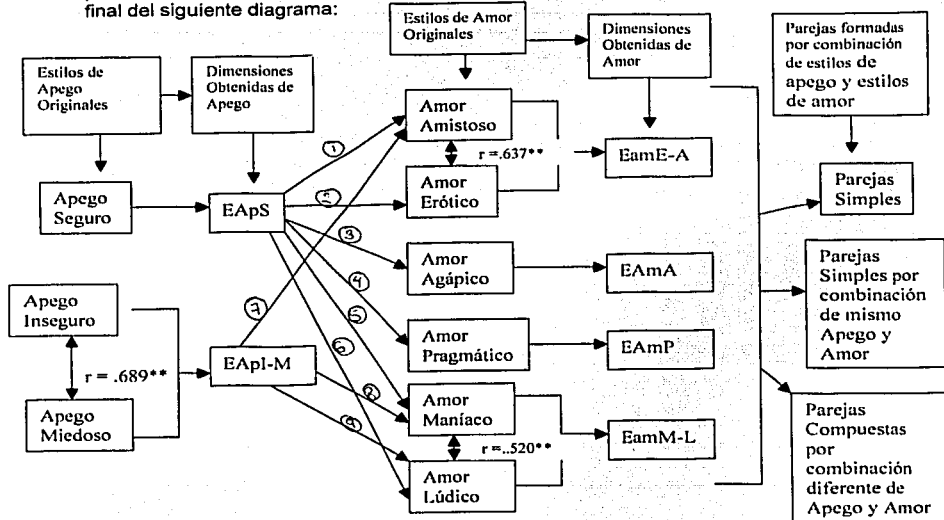 final del siguiente diagrama:
Estilos de Amor
Originales
Dimensiones
Obtenidas de
Amor
Parejas formadas
por combinación
de estilos de
apego y estilos
de amor
Estilos de
Apego
Originales
Dimensiones
Obtenidas de
Apego
Amor
Amistoso
r =.637**
EamE-A
Amor
Erótico
Apego
Seguro
EApS
Parejas
Simples
Amor
Agápico
EAmA
Parejas
Simples por
combinación
de mismo
Apego y
Amor
Apego
Inseguro
r = .689**
Apego
Miedoso
EApI-M
Amor
Pragmático
EAmP
Amor
Maníaco
r =..520**
EamM-L
Amor
Lúdico
Parejas
Compuestas
por
combinación
diferente de
Apego y Amor
1
3
4
5
6
7
9